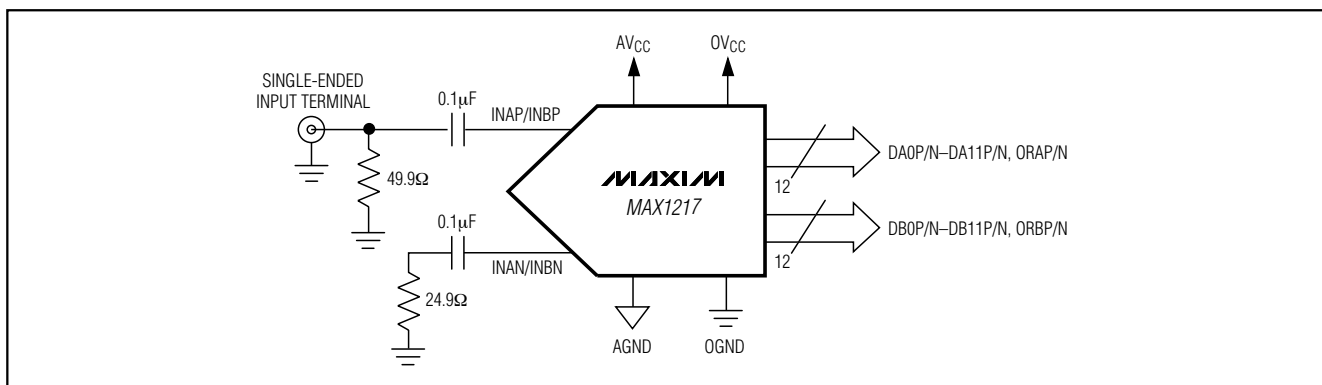 AVCC
OVCC
SINGLE-ENDED
INPUT TERMINAL
0.1µF
INAP/INBP
49.9Ω
MAXIM
MAX1217
DA0P/N–DA11P/N, ORAP/N
12
0.1µF
INAN/INBN
24.9Ω
DB0P/N–DB11P/N, ORBP/N
12
AGND
OGND